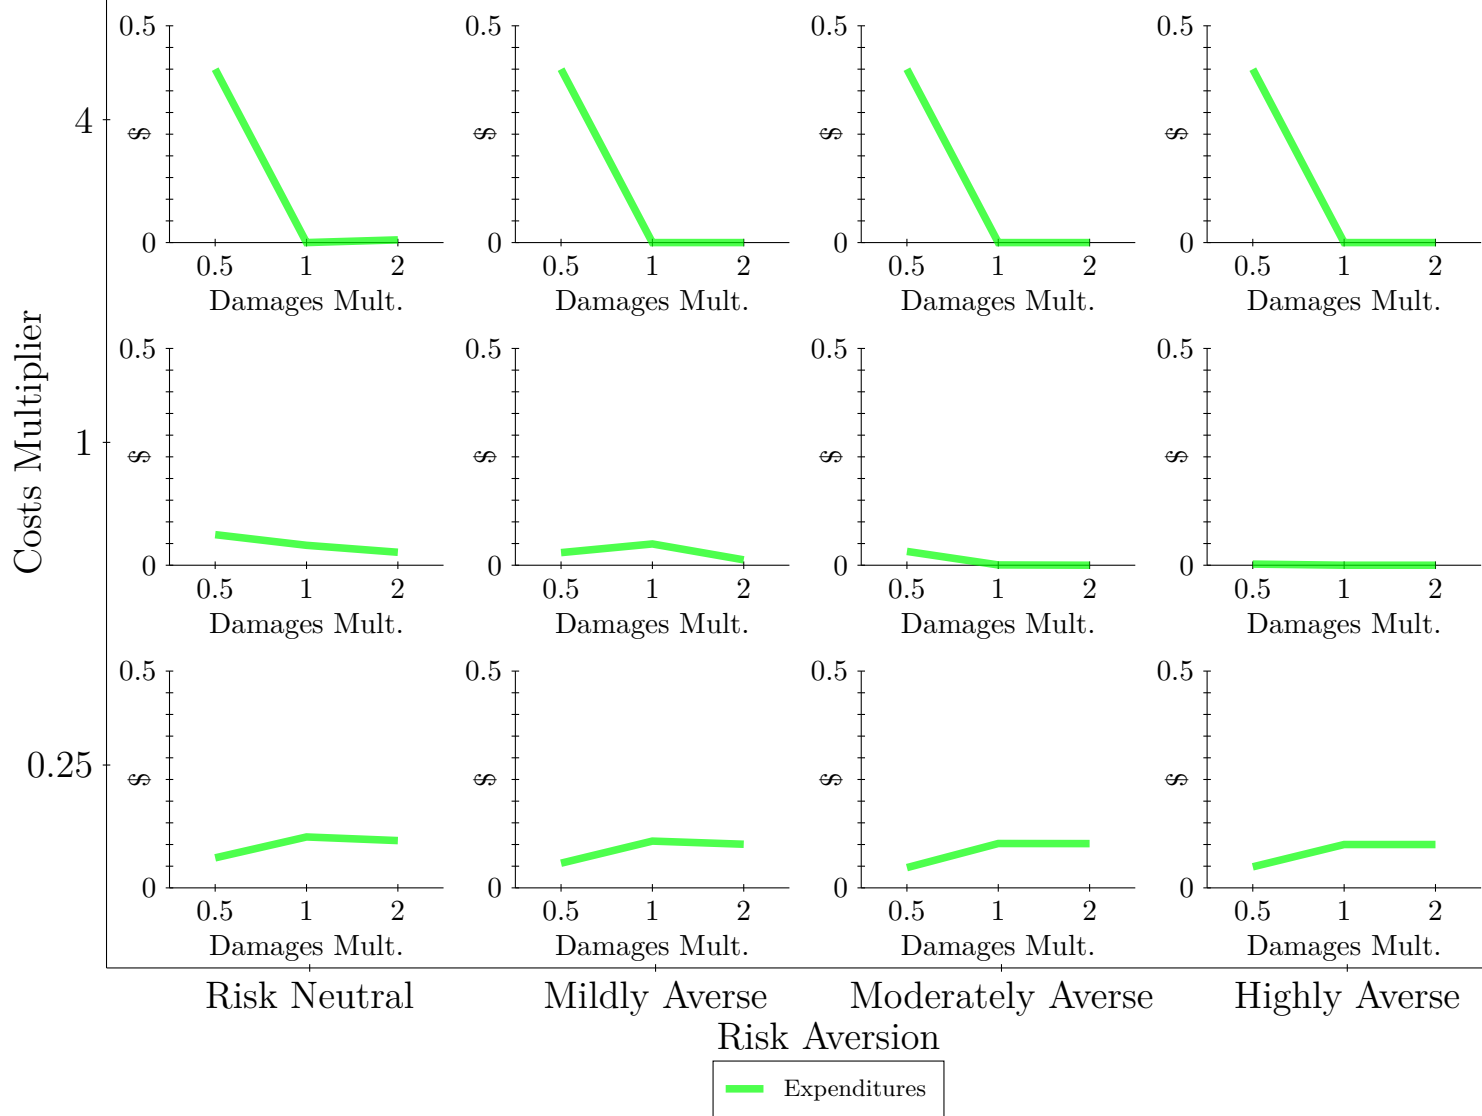 0.5 0.5 0.5 0.5
4 $ $ $ $
0 0 0 0
0.5 1 2 0.5 1 2 0.5 1 2 0.5 1 2
Damages Mult. Damages Mult. Damages Mult. Damages Mult.
Costs Multiplier
0.5 0.5 0.5 0.5
1 $ $ $ $
0 0 0 0
0.5 1 2 0.5 1 2 0.5 1 2 0.5 1 2
Damages Mult. Damages Mult. Damages Mult. Damages Mult.
0.5 0.5 0.5 0.5
0.25 $ $ $ $
0 0 0 0
0.5 1 2 0.5 1 2 0.5 1 2 0.5 1 2
Damages Mult. Damages Mult. Damages Mult. Damages Mult.
Risk Neutral Mildly Averse Moderately Averse Highly Averse
Risk Aversion
Expenditures